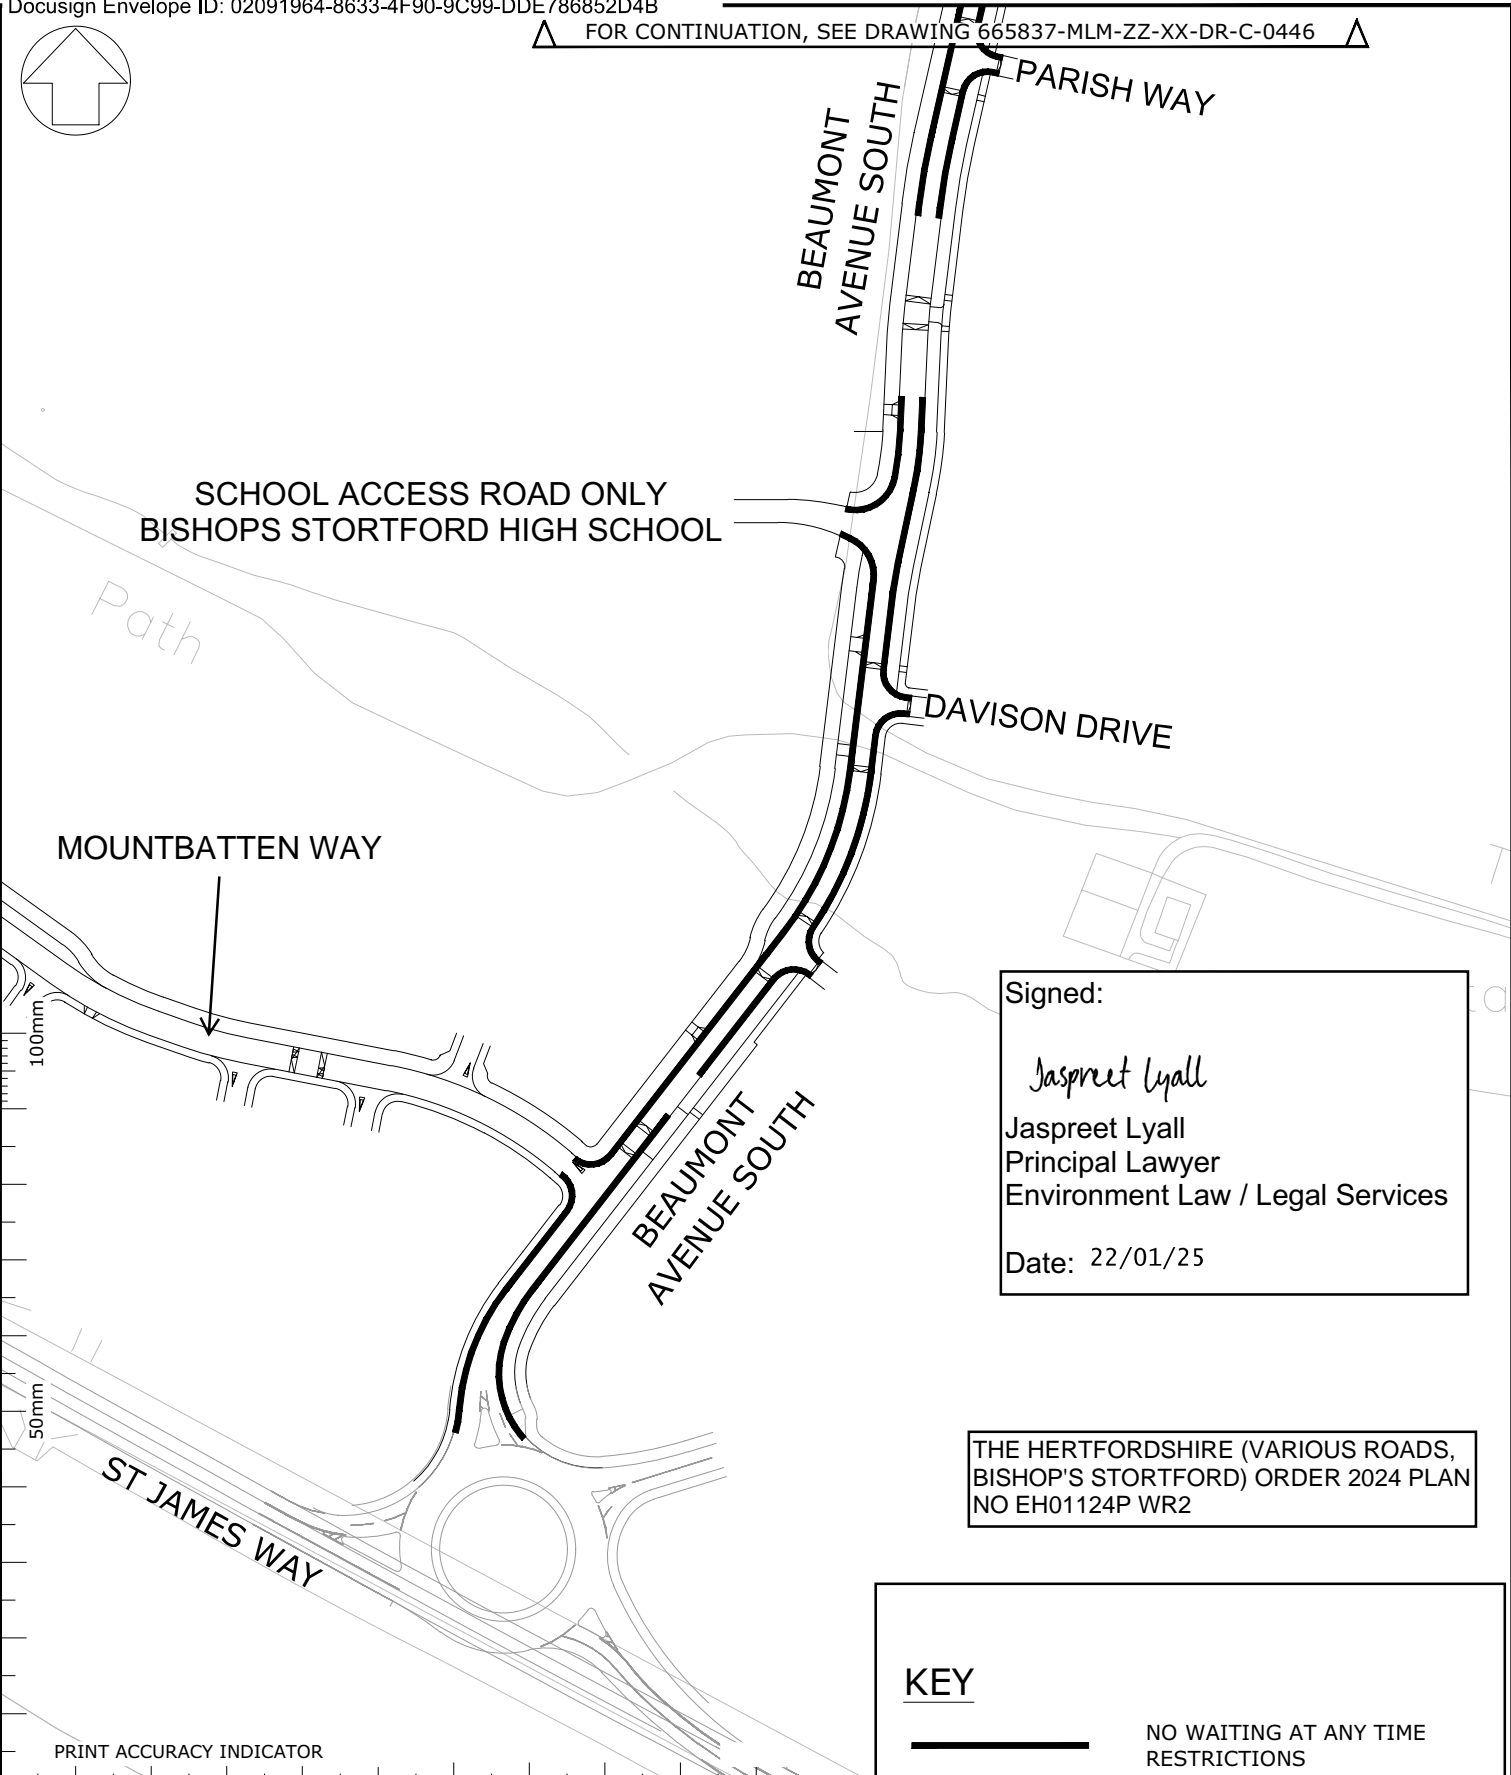 Docusign Envelope ID: 02091964-8633-4F90-9C99-DDE786852D4B
FOR CONTINUATION, SEE DRAWING 665837-MLM-ZZ-XX-DR-C-0446
PARISH WAY
BEAUMONT
AVENUE SOUTH
SCHOOL ACCESS ROAD ONLY
BISHOPS STORTFORD HIGH SCHOOL
Path
DAVISON DRIVE
MOUNTBATTEN WAY
100mm
Signed:
Jaspreet Lyall
Jaspreet Lyall
Principal Lawyer
Environment Law / Legal Services
Date: 22/01/25
BEAUMONT
AVENUE SOUTH
50mm
ST JAMES WAY
THE HERTFORDSHIRE (VARIOUS ROADS,
BISHOP'S STORTFORD) ORDER 2024 PLAN
NO EH01124P WR2
KEY
NO WAITING AT ANY TIME
RESTRICTIONS
PRINT ACCURACY INDICATOR